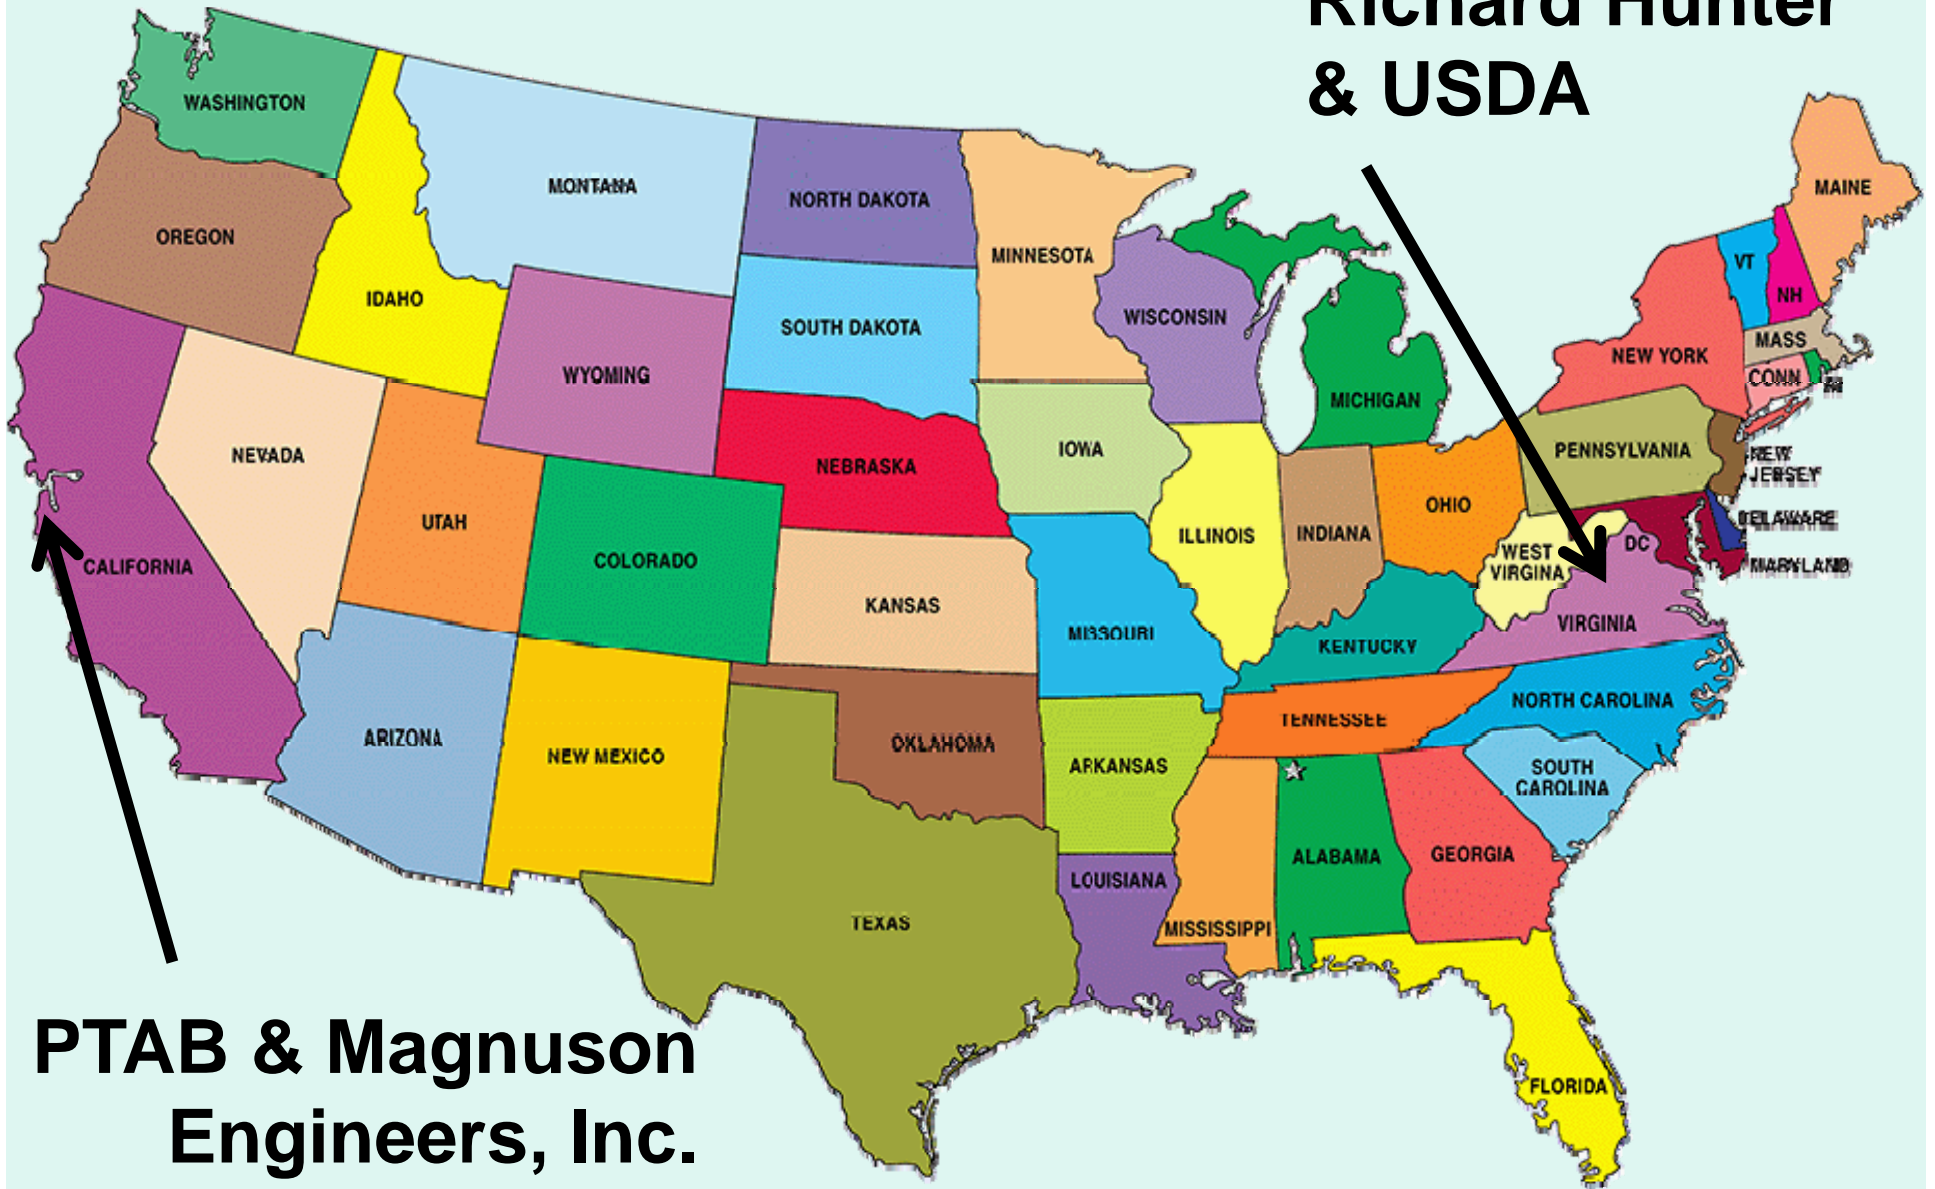 Richard Hunter
& USDA
WASHINGTON
OREGON
IDAHO
MONTANA
NORTH DAKOTA
MINNESOTA
MAINE
VT
NH
WISCONSIN
SOUTH DAKOTA
WYOMING
MICHIGAN
NEW YORK
MASS
CONN
NEVADA
UTAH
COLORADO
NEBRASKA
IOWA
ILLINOIS
INDIANA
OHIO
PENNSYLVANIA
NEW
JERSEY
DELAWARE
MARYLAND
DC
WEST
VIRGINA
VIRGINIA
CALIFORNIA
KANSAS
MISSOURI
KENTUCKY
ARIZONA
NEW MEXICO
OKLAHOMA
ARKANSAS
TENNESSEE
NORTH CAROLINA
SOUTH
CAROLINA
TEXAS
LOUISIANA
MISSISSIPPI
ALABAMA
GEORGIA
FLORIDA
PTAB & Magnuson
Engineers, Inc.